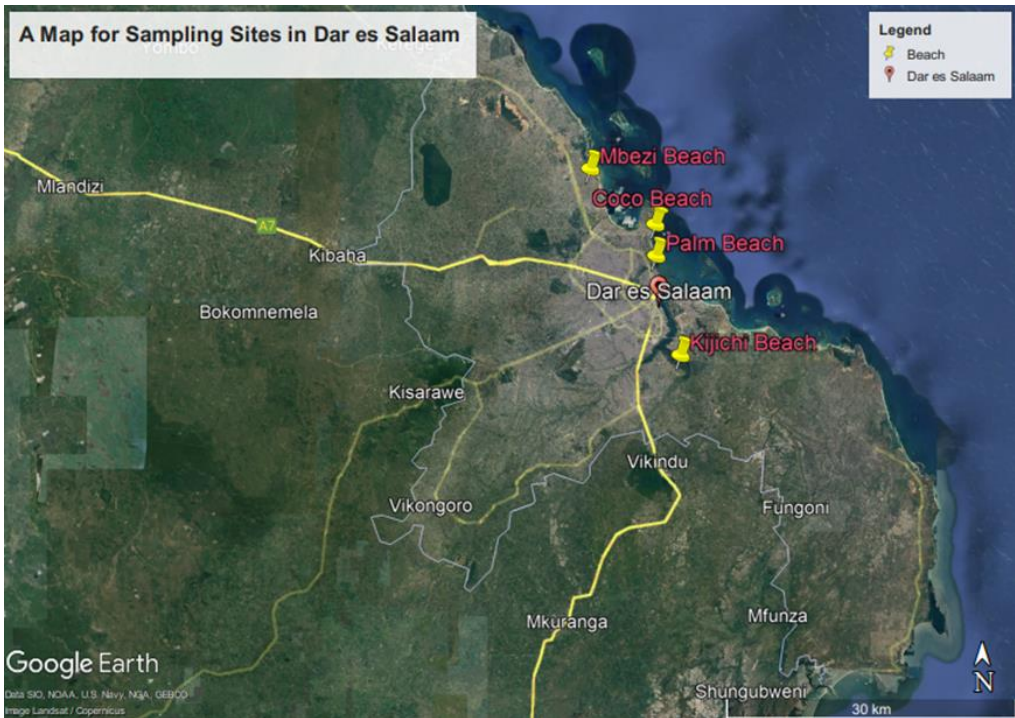 A Map for Sampling Sites in Dar es Salaam
Legend
Beach
Dar es Salaam
Yombo
Kerege
Mbezi Beach
Mlandizi
Coco Beach
A7
Palm Beach
Kibaha
Dar es Salaam
Bokomnemela
Kijichi Beach
Kisarawe
Vikindu
Vikongoro
Fungoni
Mkuranga
Mfunza
Google Earth
N
Shungubweni
Data SIO, NOAA, U.S. Navy, NGA, GEBCO
Image Landsat / Copernicus
30 km